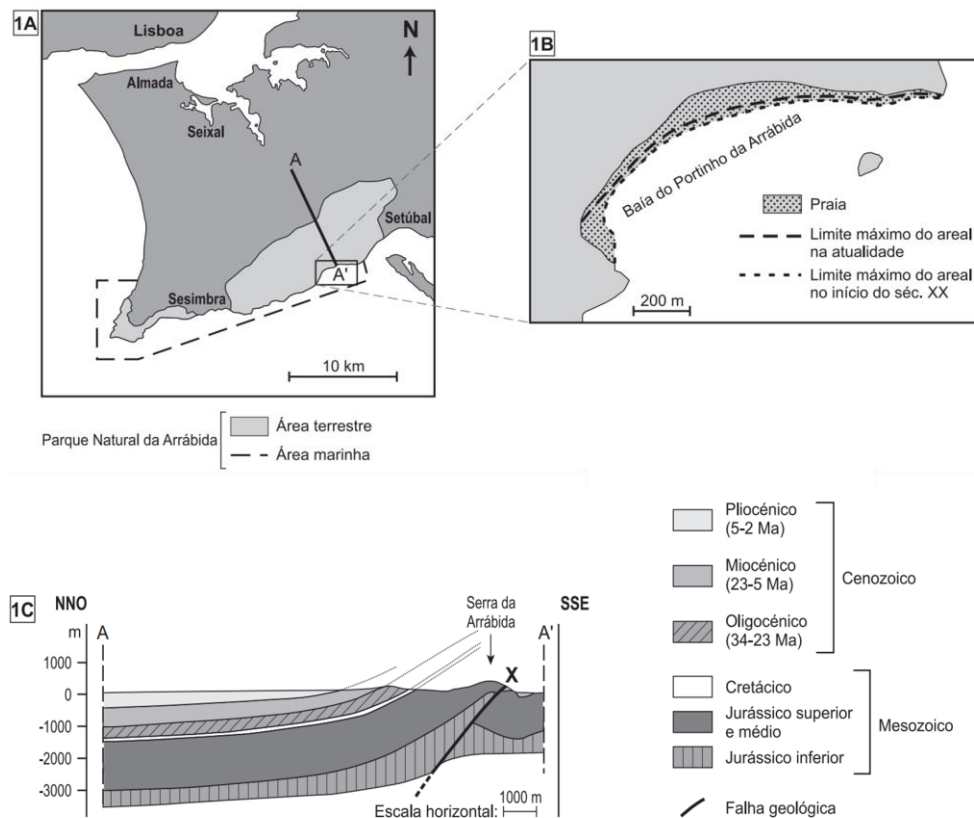 1A
Lisboa
N
Almada
Seixal
A
Setúbal
A'
Sesimbra
10 km
Parque Natural da Arrábida
Área terrestre
Área marinha
1B
Baía do Portinho da Arrábida
Praia
Limite máximo do areal
na atualidade
Limite máximo do areal
no início do séc. XX
200 m
1C
NNO
SSE
m
A
Serra da
Arrábida
A'
X
1000
0
-1000
-2000
-3000
Escala horizontal:
1000 m
Pliocénico
(5-2 Ma)
Miocénico
(23-5 Ma)
Oligocénico
(34-23 Ma)
Cenozoico
Cretácico
Jurássico superior
e médio
Jurássico inferior
Mesozoico
Falha geológica